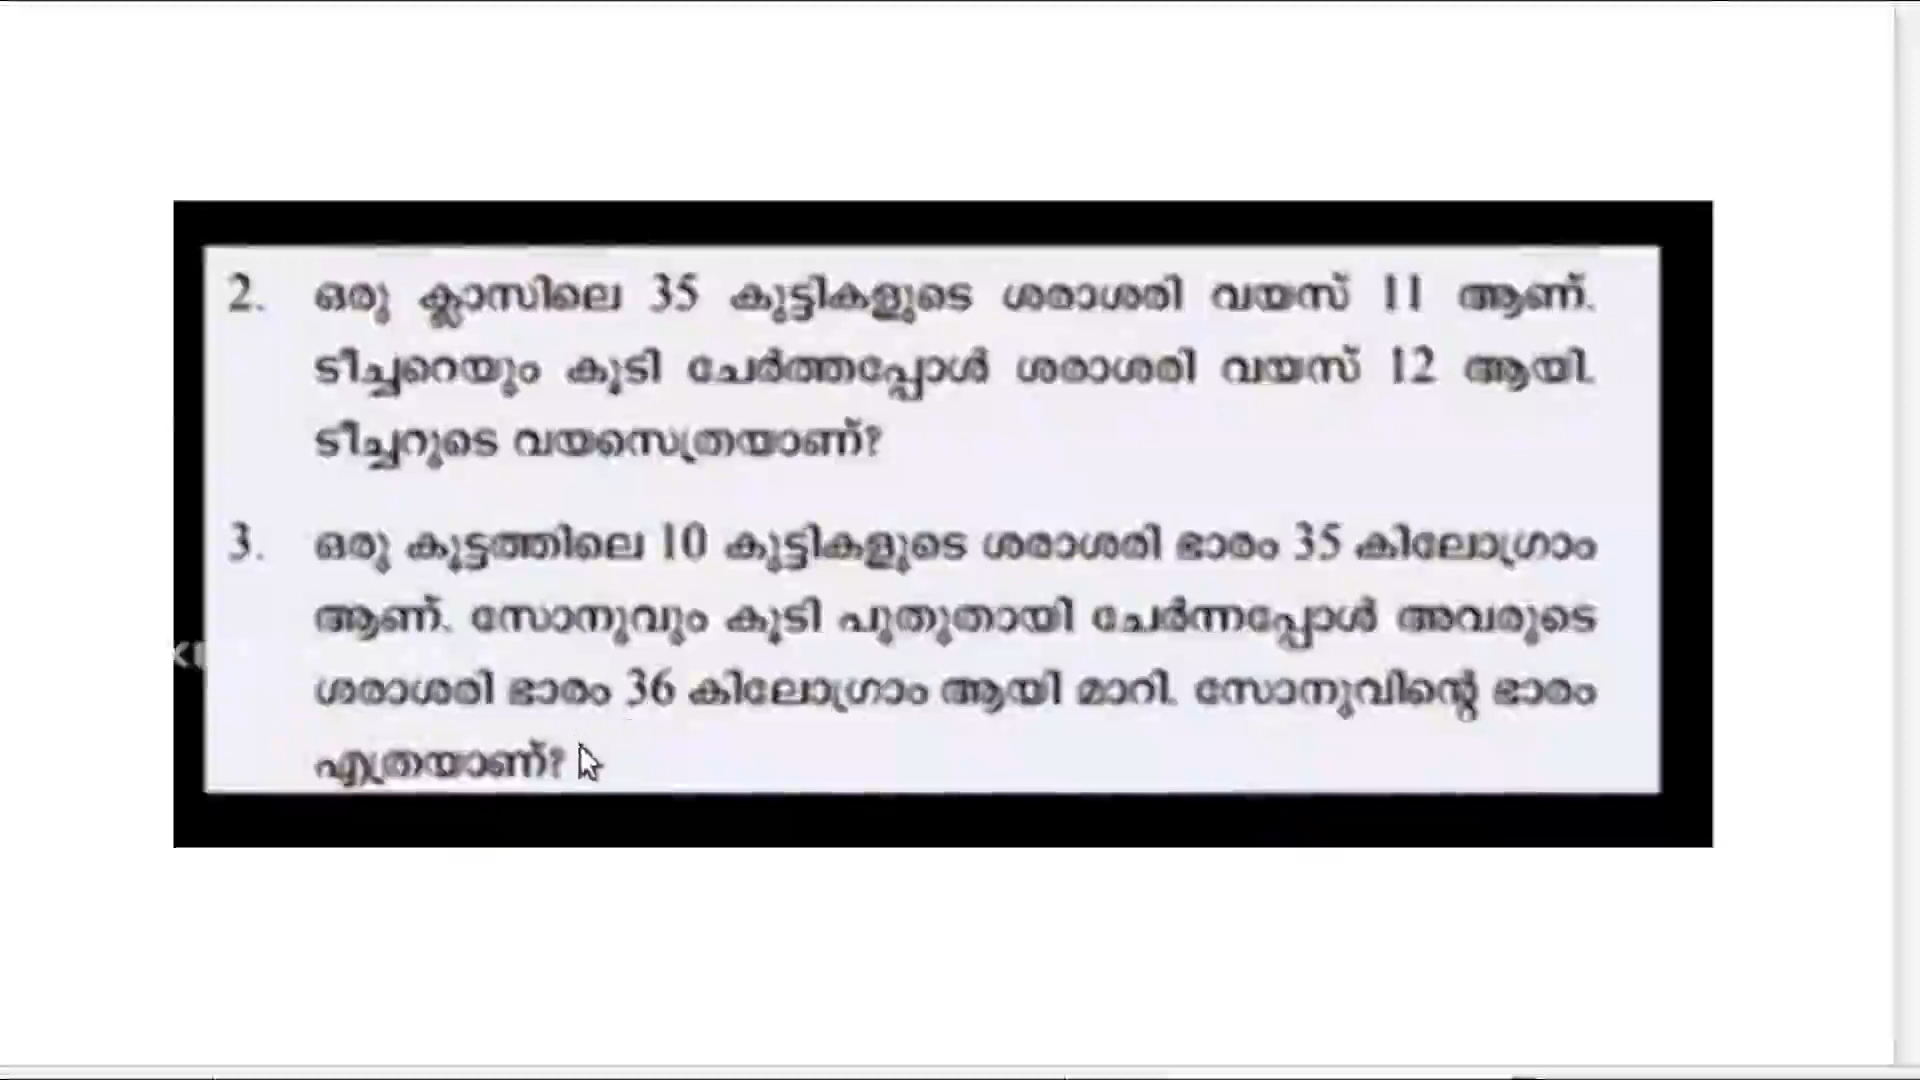 2. ഒരു ക്ലാസിലെ 35 കുട്ടികളുടെ ശരാശരി വയസ് 11 ആണ്.
ടീച്ചറെയും കൂടി ചേർത്തപ്പോൾ ശരാശരി വയസ് 12 ആയി.
ടീച്ചറുടെ വയസെത്രയാണ്?
3. ഒരു കൂട്ടത്തിലെ 10 കുട്ടികളുടെ ശരാശരി ഭാരം 35 കിലോഗ്രാം
ആണ്. സോനുവും കൂടി പുതുതായി ചേർന്നപ്പോൾ അവരുടെ
ശരാശരി ഭാരം 36 കിലോഗ്രാം ആയി മാറി. സോനുവിന്റെ ഭാരം
എത്രയാണ്?